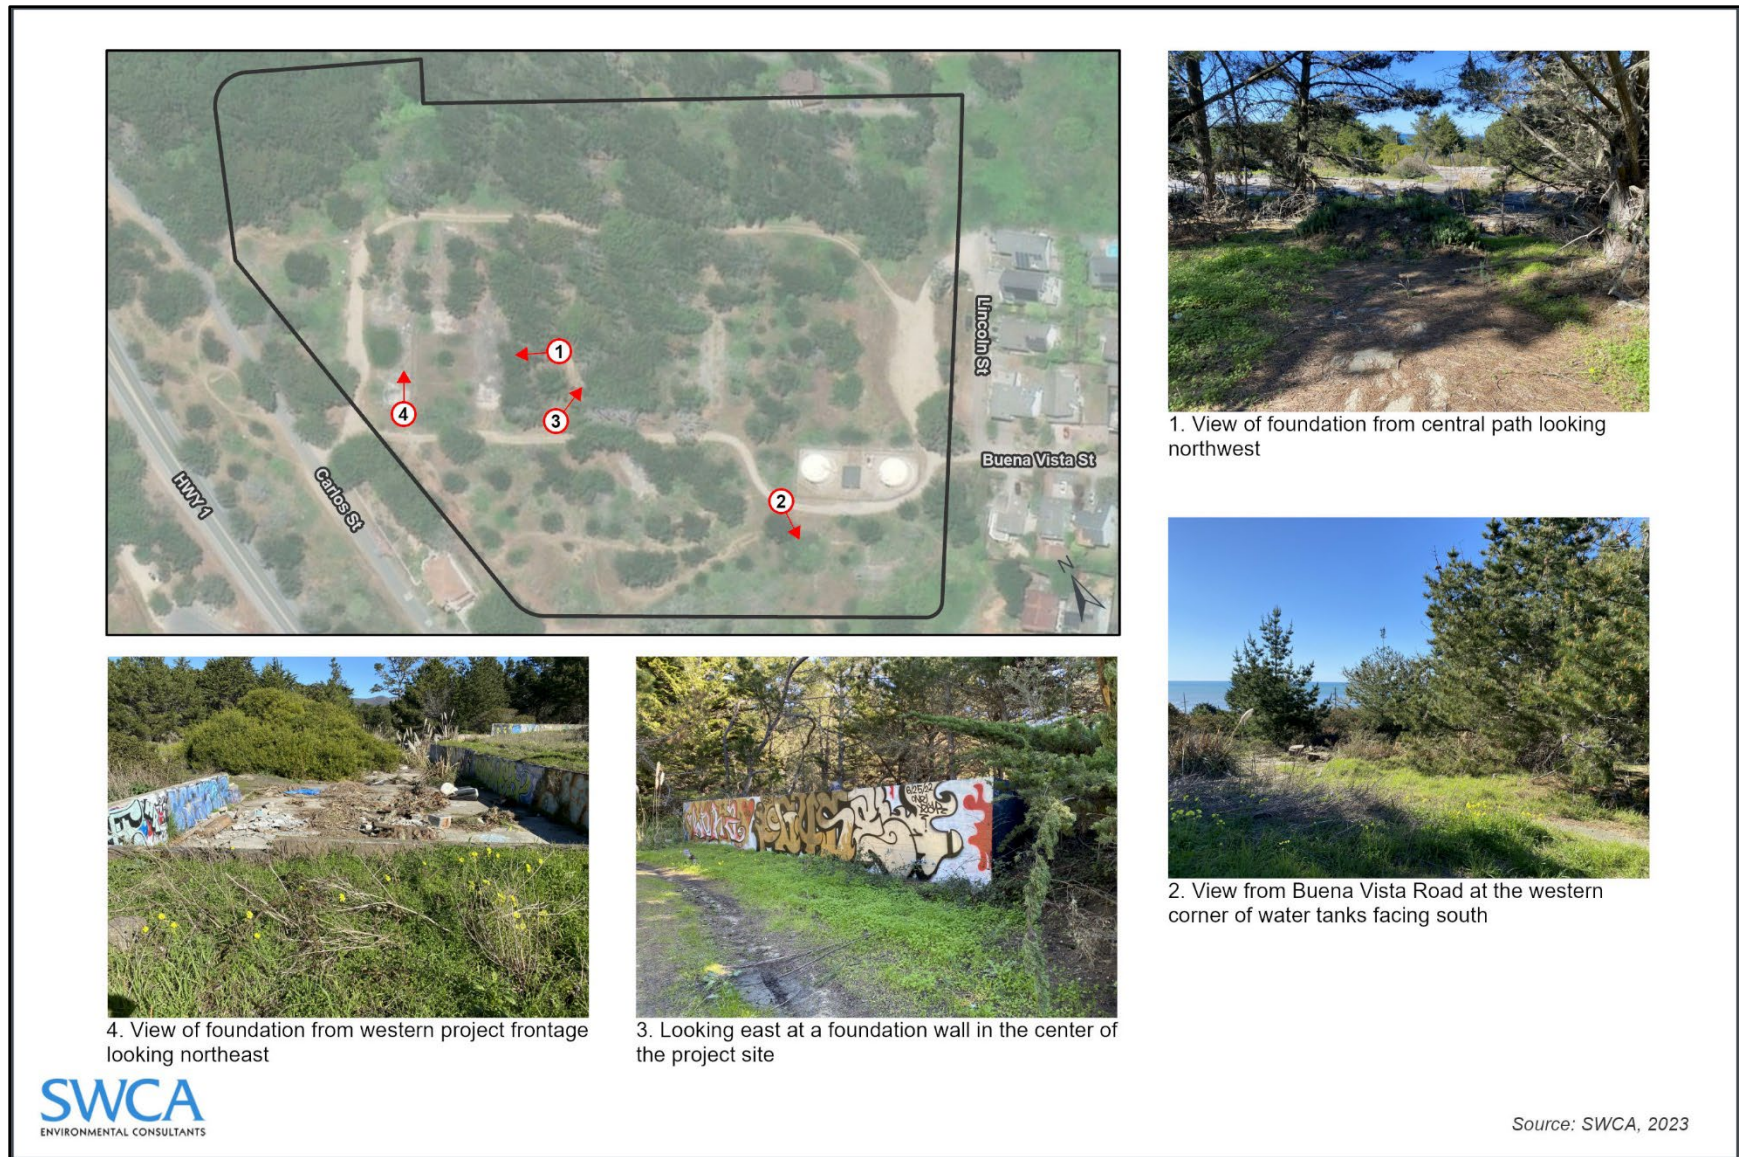 1
2
3
4
Lincoln St
Buena Vista St
HWY 1
Carlos St
N
1. View of foundation from central path looking
northwest
2. View from Buena Vista Road at the western
corner of water tanks facing south
4. View of foundation from western project frontage
looking northeast
3. Looking east at a foundation wall in the center of
the project site
SWCA
ENVIRONMENTAL CONSULTANTS
Source: SWCA, 2023